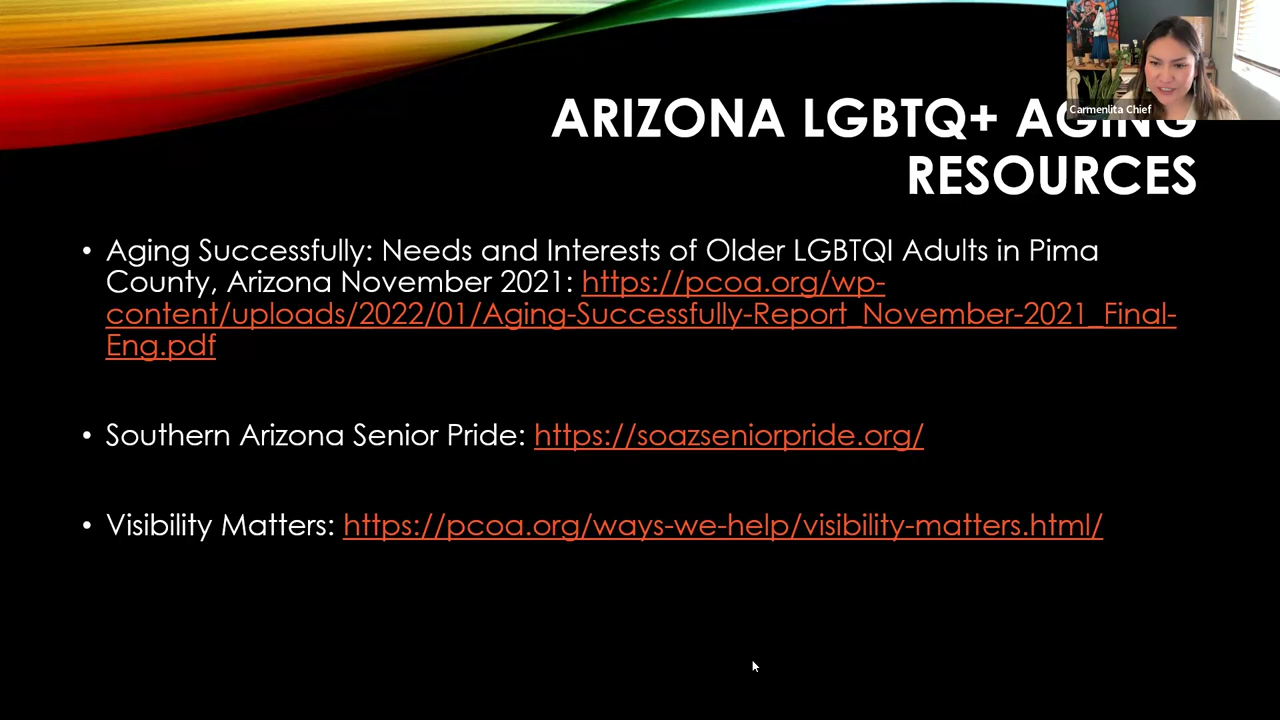 ARIZONA LGBTQ+ AGING
RESOURCES
Carmenlita Chief
• Aging Successfully: Needs and Interests of Older LGBTQI Adults in Pima
County, Arizona November 2021: https://pcoa.org/wp-
content/uploads/2022/01/Aging-Successfully-Report_November-2021_Final-
Eng.pdf
• Southern Arizona Senior Pride: https://soazseniorpride.org/
• Visibility Matters: https://pcoa.org/ways-we-help/visibility-matters.html/